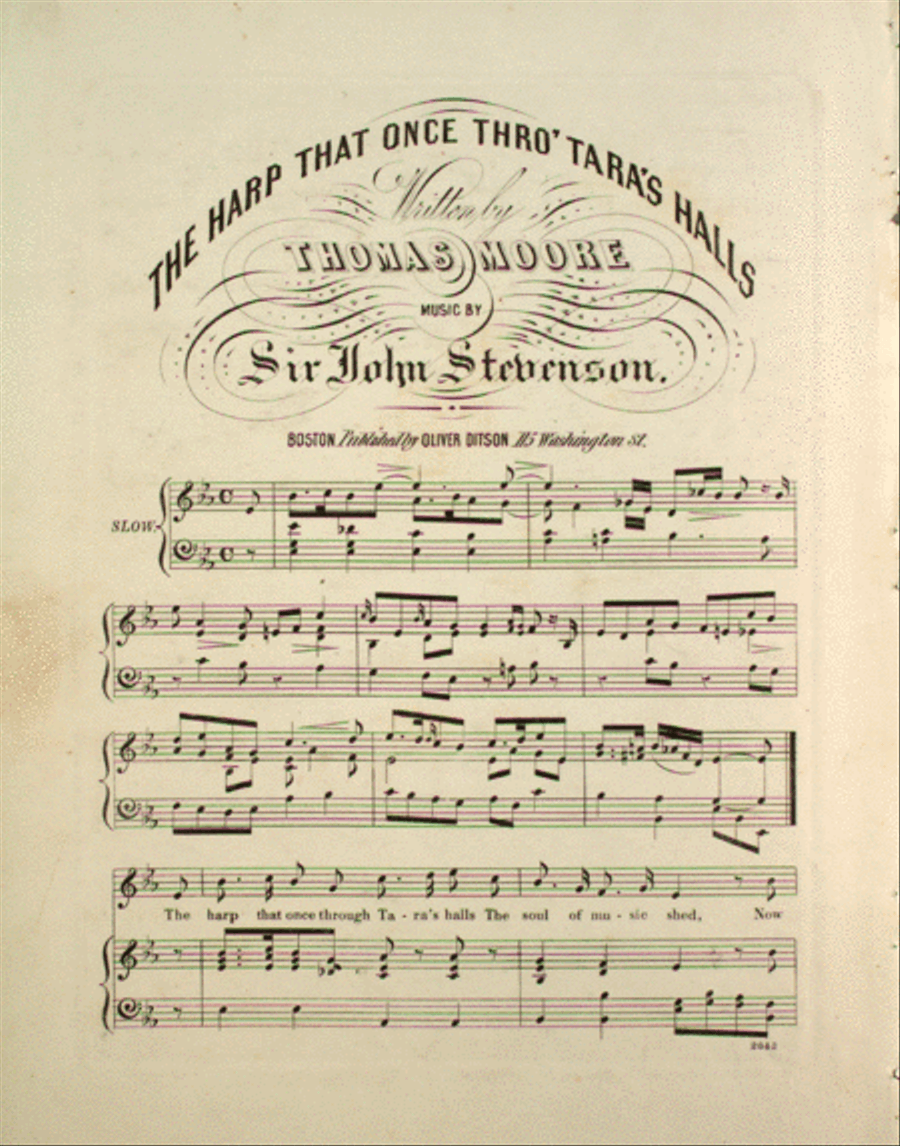 THE HARP THAT ONCE THRO' TARA'S HALLS
Written by
THOMAS MOORE
MUSIC BY
Sir John Stevenson.
BOSTON Published by OLIVER DITSON 115 Washington St.
SLOW.
The harp that once through Ta - ra's halls The soul of mu - sic shed, Now